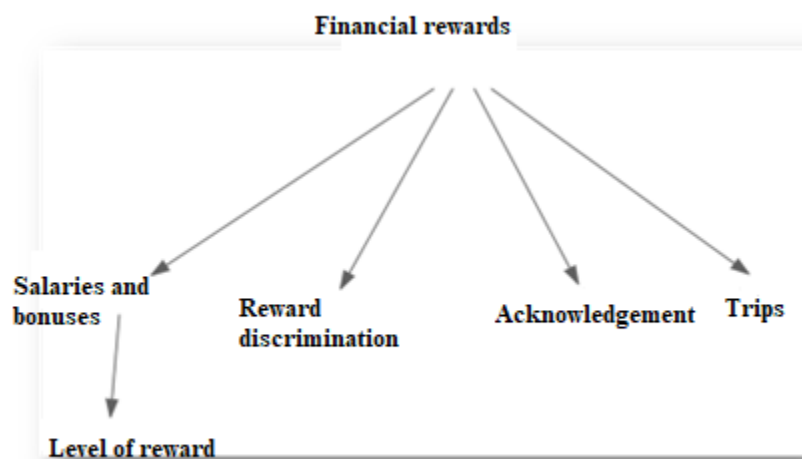 Financial rewards
Salaries and
bonuses
Reward
discrimination
Acknowledgement
Trips
Level of reward